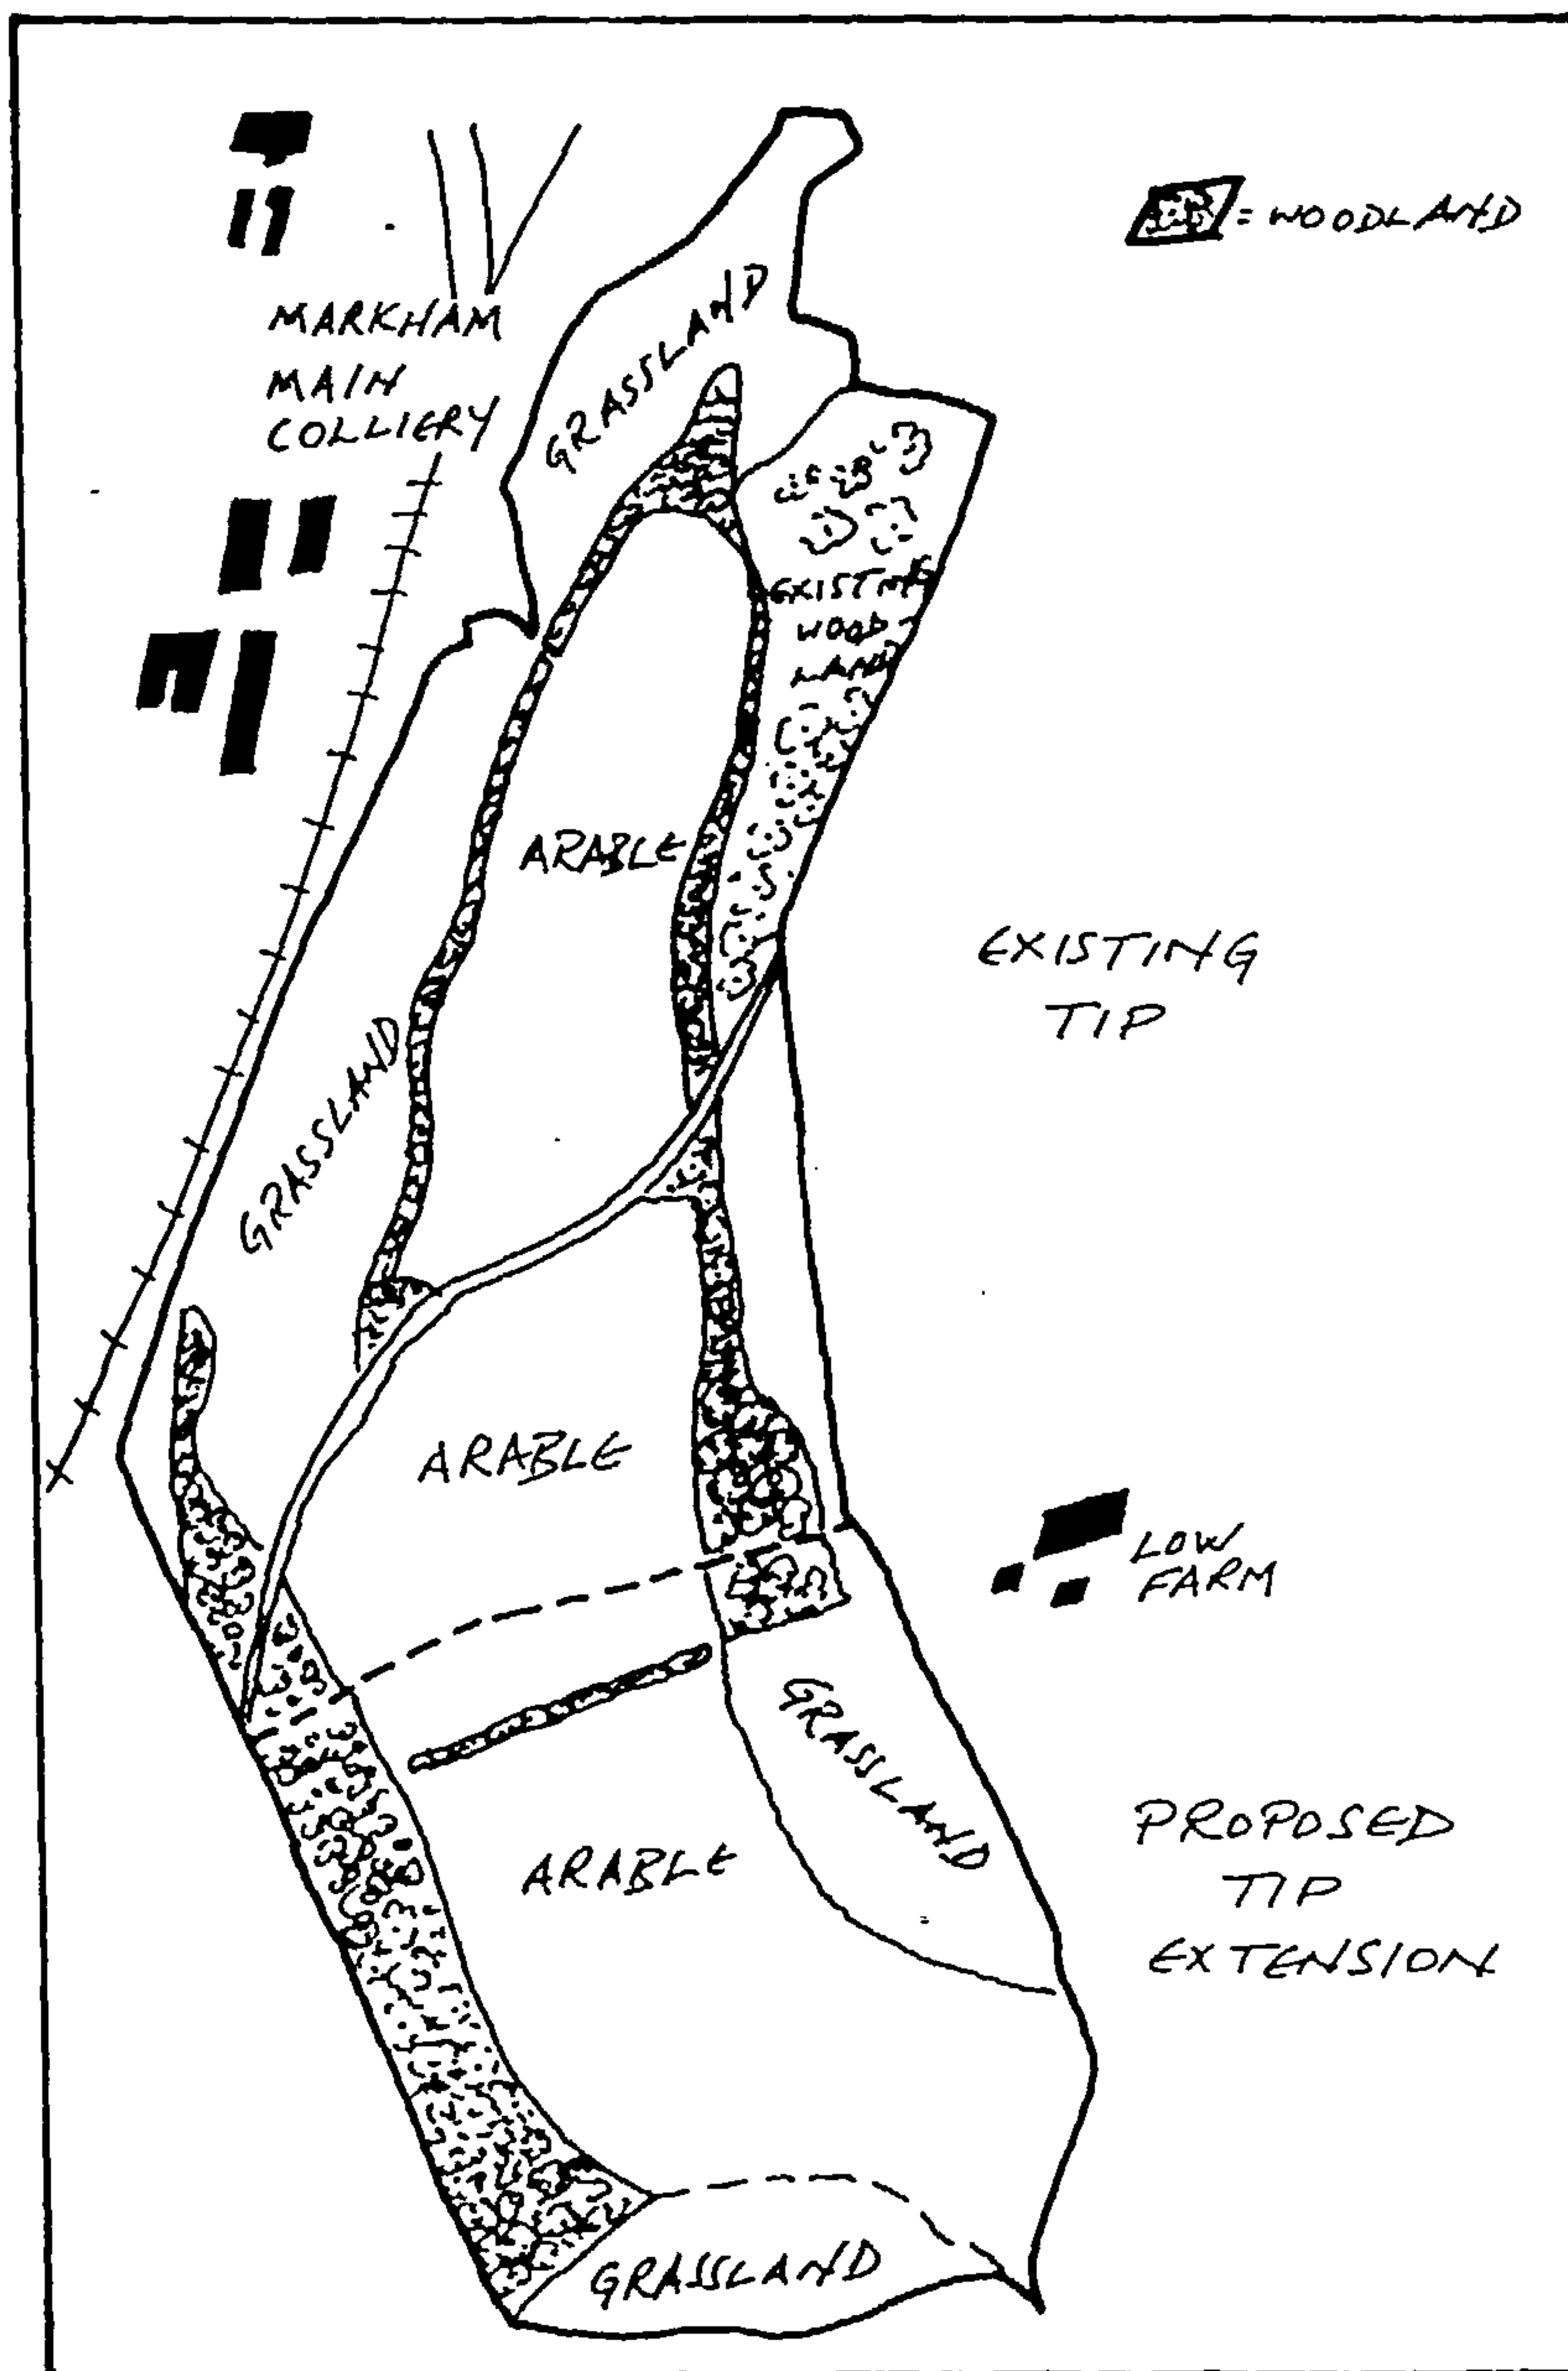 = WOODLAND
MARKHAM
MAIN
COLLIERY
GRASSLAND
EXISTING
WOOD
LAND
ARABLE
EXISTING
TIP
GRASSLAND
ARABLE
LOW
FARM
GRASSLAND
PROPOSED
TIP
EXTENSION
ARABLE
GRASSLAND